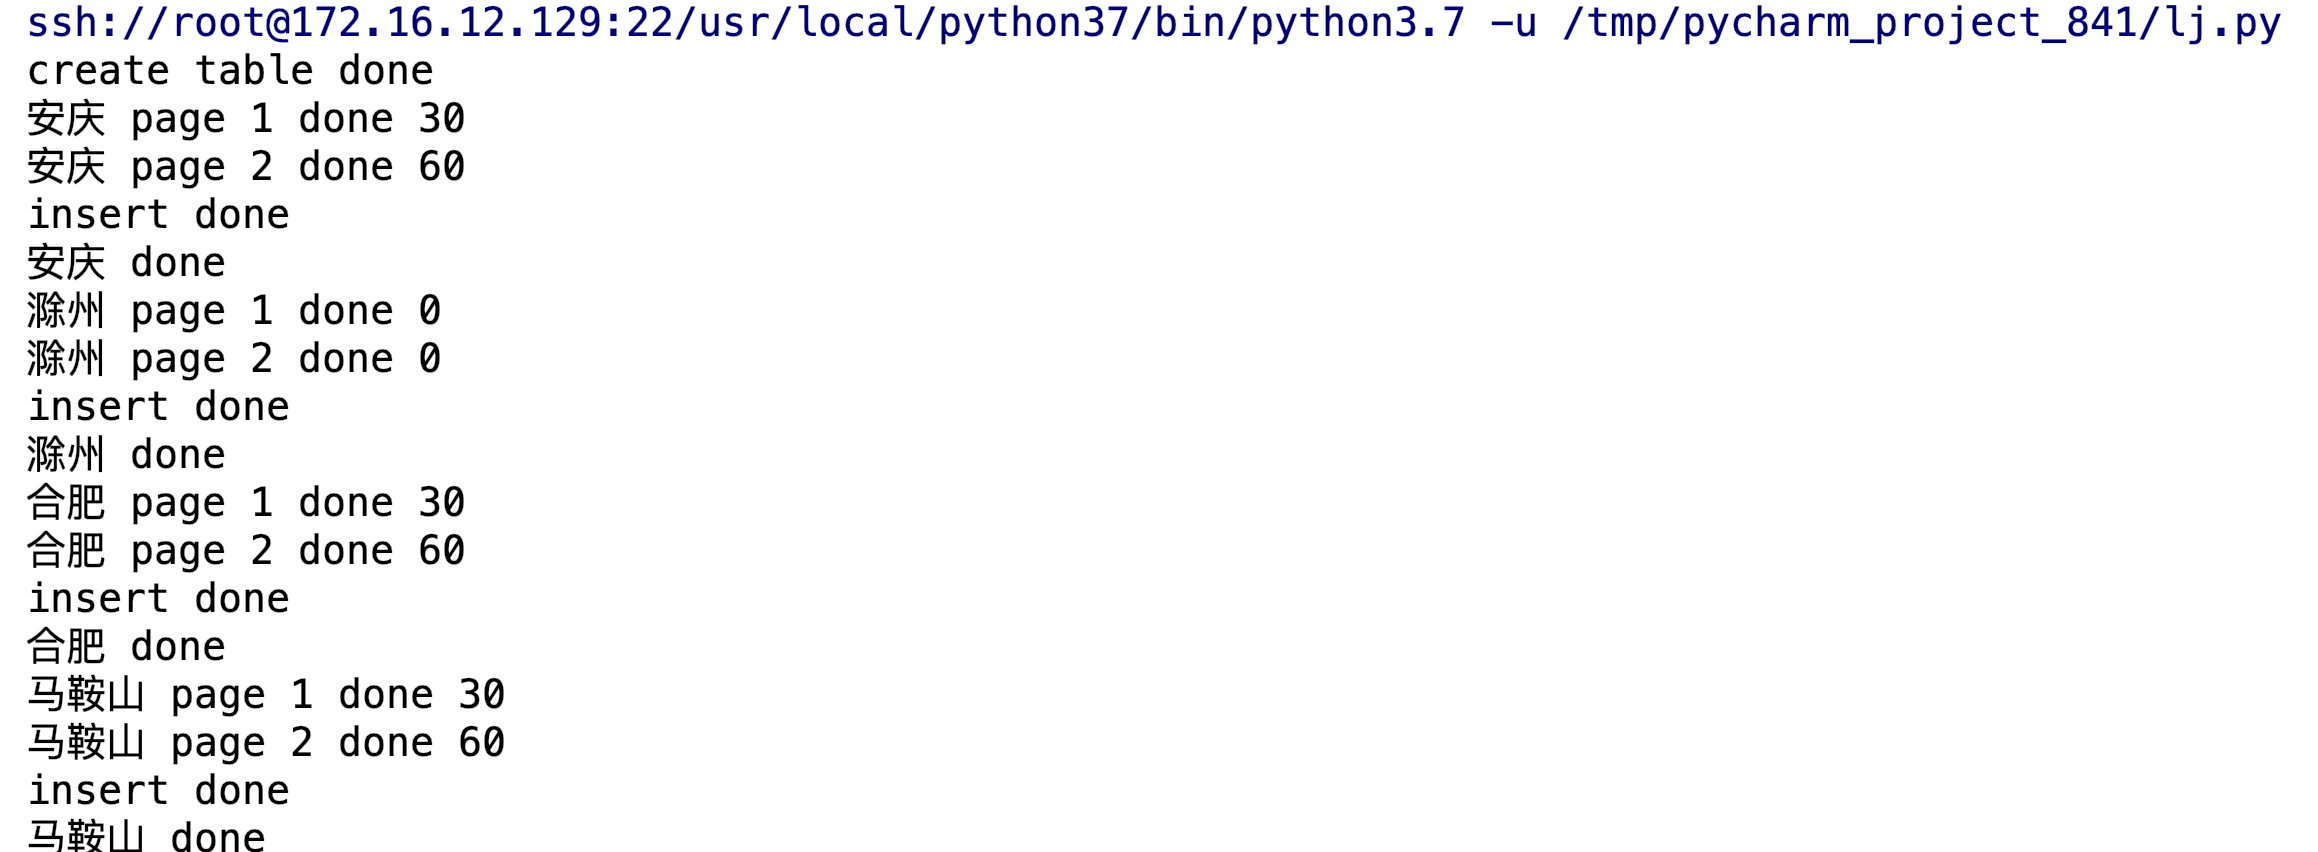 ssh://root@172.16.12.129:22/usr/local/python37/bin/python3.7 -u /tmp/pycharm_project_841/lj.py
create table done
安庆 page 1 done 30
安庆 page 2 done 60
insert done
安庆 done
滁州 page 1 done 0
滁州 page 2 done 0
insert done
滁州 done
合肥 page 1 done 30
合肥 page 2 done 60
insert done
合肥 done
马鞍山 page 1 done 30
马鞍山 page 2 done 60
insert done
马鞍山 done